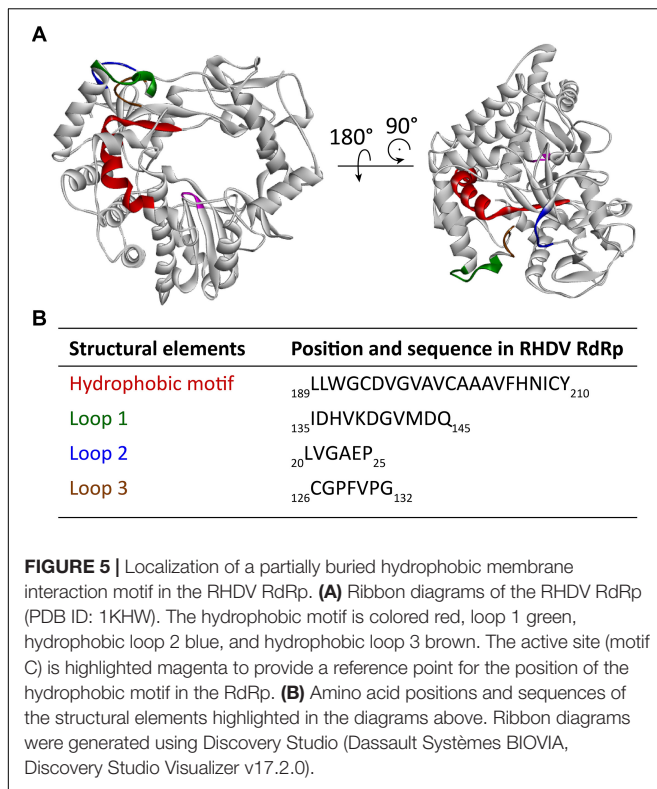 A
180° 90°
B
Structural elements Position and sequence in RHDV RdRp
Hydrophobic motif 189LLWGCDVGVAVCAAAVFHNICY210
Loop 1 135IDHVKDGVMDQ145
Loop 2 20LVGAEP25
Loop 3 126CGPFVPG132
FIGURE 5 | Localization of a partially buried hydrophobic membrane
interaction motif in the RHDV RdRp. (A) Ribbon diagrams of the RHDV RdRp
(PDB ID: 1KHW). The hydrophobic motif is colored red, loop 1 green,
hydrophobic loop 2 blue, and hydrophobic loop 3 brown. The active site (motif
C) is highlighted magenta to provide a reference point for the position of the
hydrophobic motif in the RdRp. (B) Amino acid positions and sequences of
the structural elements highlighted in the diagrams above. Ribbon diagrams
were generated using Discovery Studio (Dassault Systèmes BIOVIA,
Discovery Studio Visualizer v17.2.0).